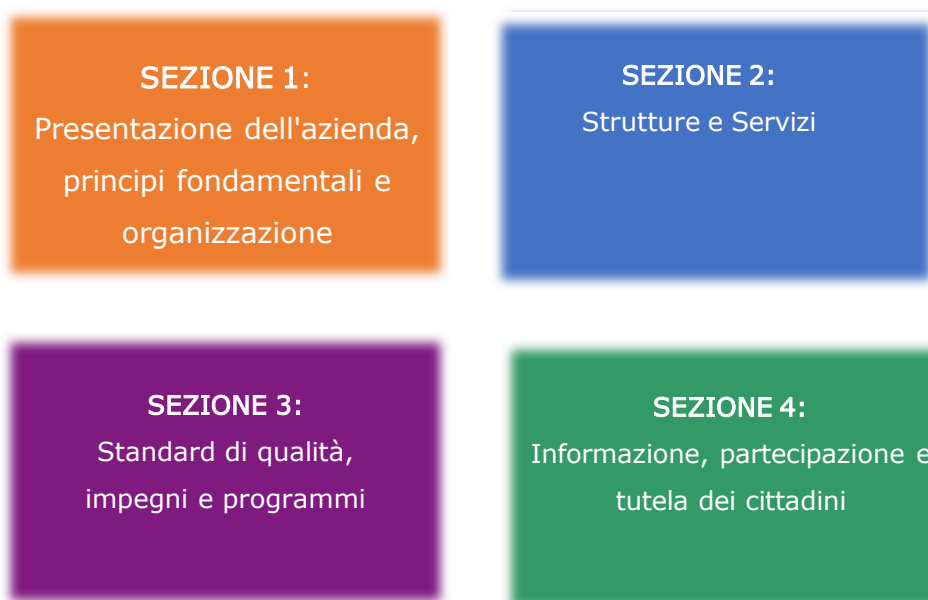 SEZIONE 1:
Presentazione dell'azienda,
principi fondamentali e
organizzazione
SEZIONE 2:
Strutture e Servizi
SEZIONE 3:
Standard di qualità,
impegni e programmi
SEZIONE 4:
Informazione, partecipazione e
tutela dei cittadini